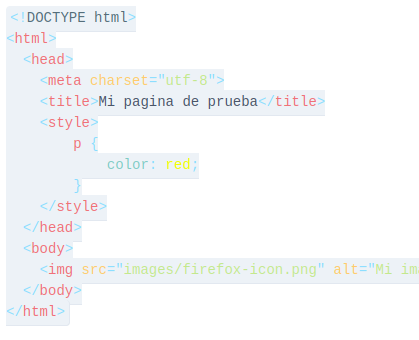 <!DOCTYPE html>
<html>
  <head>
    <meta charset="utf-8">
    <title>Mi pagina de prueba</title>
    <style>
        p {
            color: red;
        }
    </style>
  </head>
  <body>
    <img src="images/firefox-icon.png" alt="Mi
  </body>
</html>